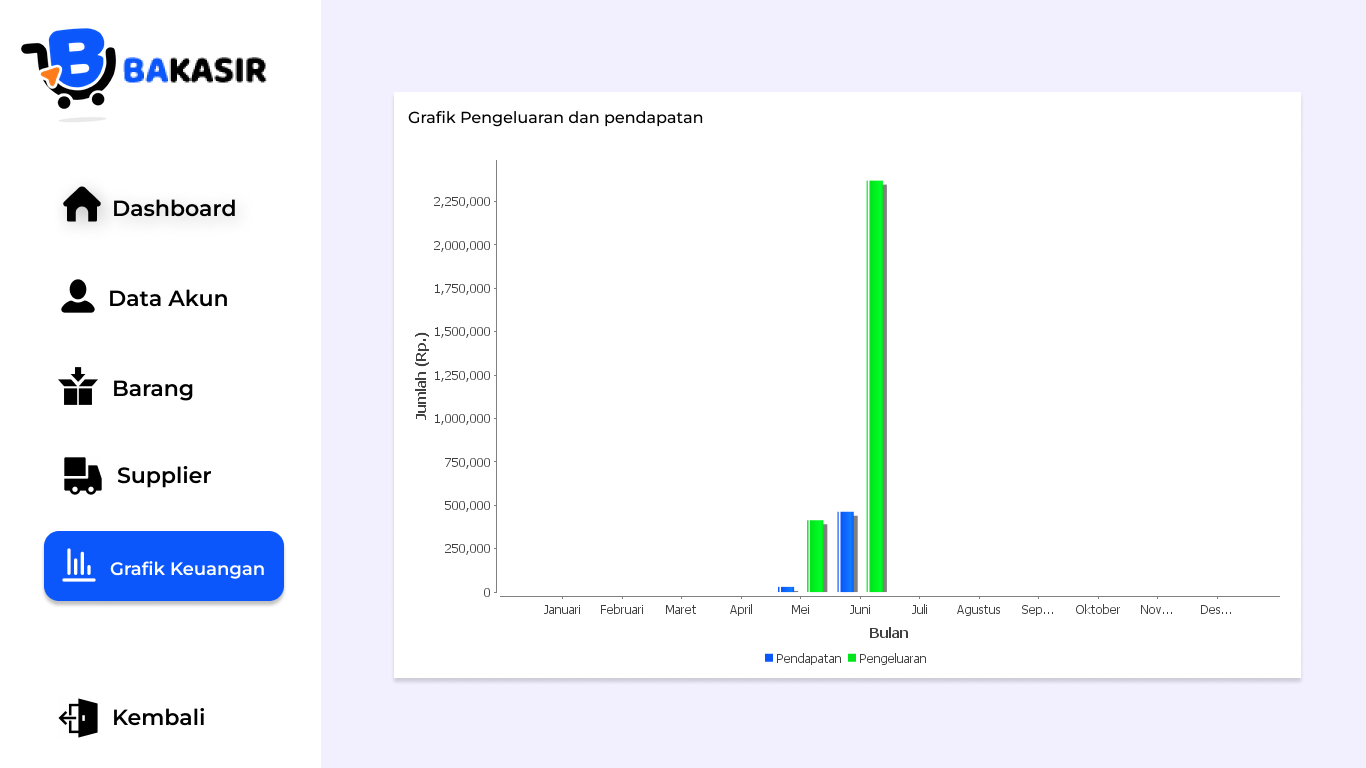 BAKASIR
Dashboard
Data Akun
Barang
Supplier
Grafik Keuangan
Kembali
Grafik Pengeluaran dan pendapatan
Jumlah (Rp.)
2,250,000
2,000,000
1,750,000
1,500,000
1,250,000
1,000,000
750,000
500,000
250,000
0
Januari Februari Maret April Mei Juni Juli Agustus Sep... Oktober Nov... Des...
Bulan
Pendapatan Pengeluaran